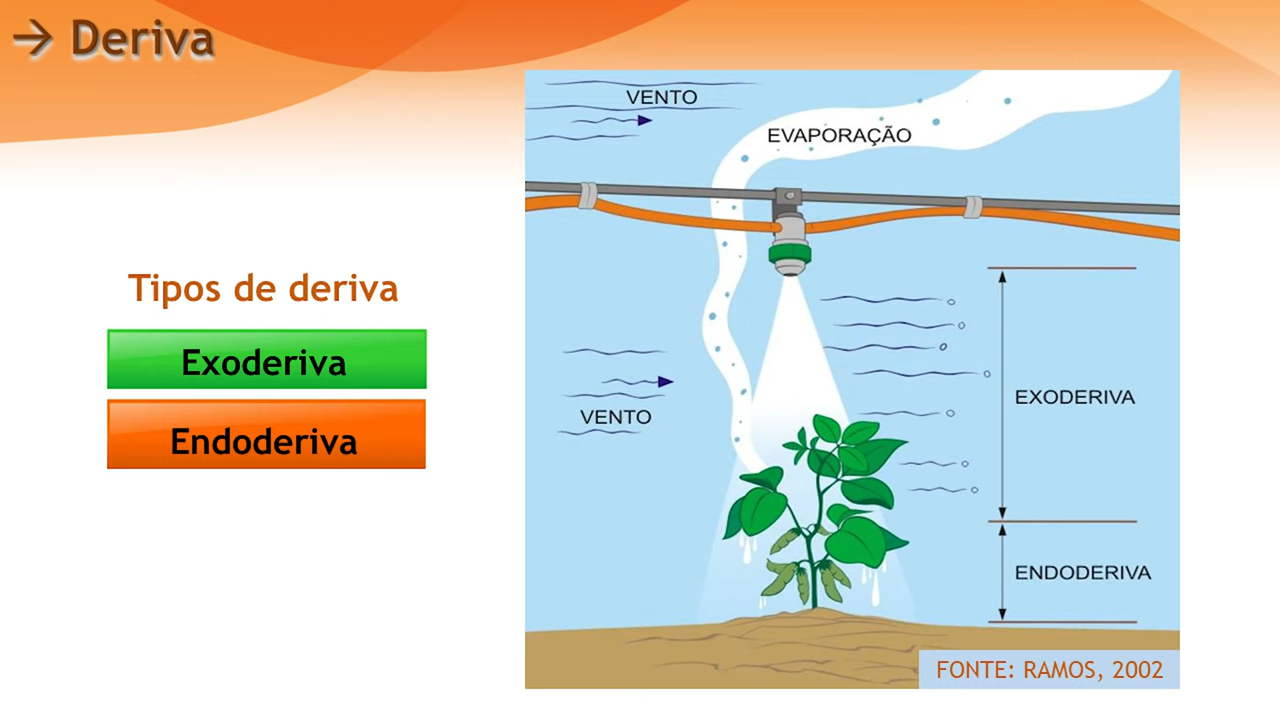 → Deriva
VENTO
EVAPORAÇÃO
Tipos de deriva
Exoderiva
Endoderiva
VENTO
EXODERIVA
ENDODERIVA
FONTE: RAMOS, 2002